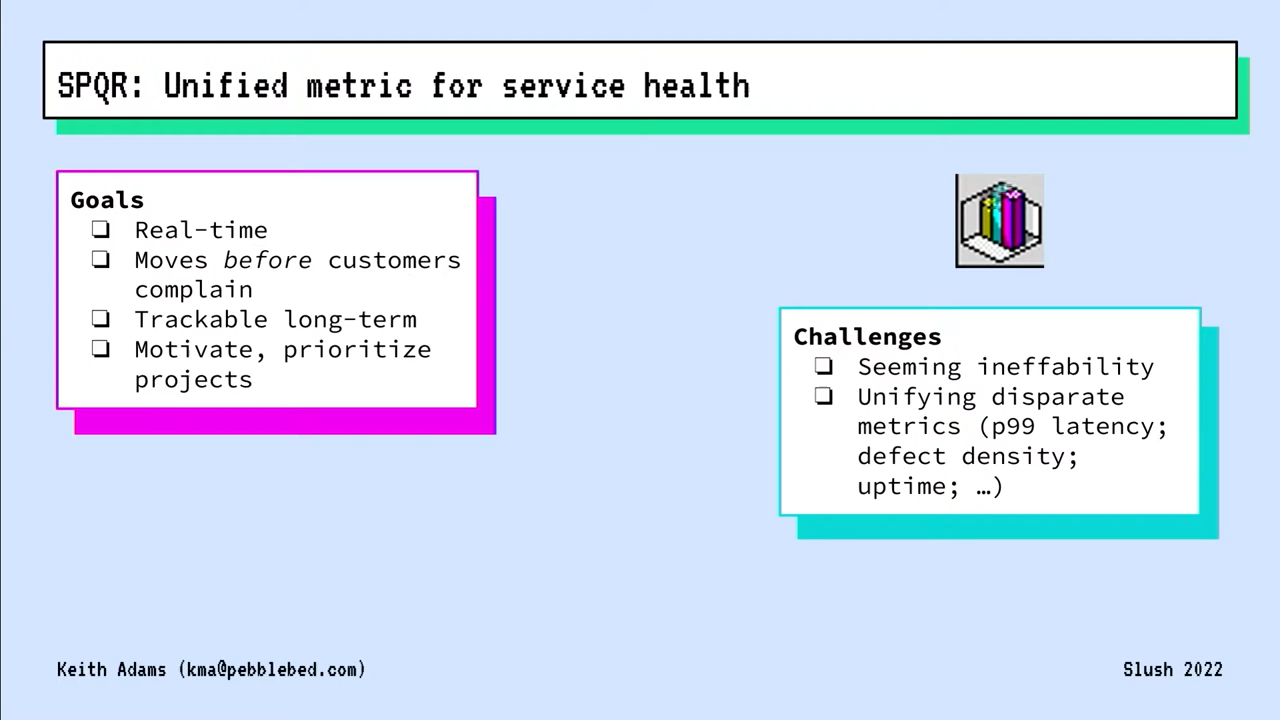 SPQR: Unified metric for service health
Goals
❏ Real-time
❏ Moves before customers
complain
❏ Trackable long-term
❏ Motivate, prioritize
projects
Challenges
❏ Seeming ineffability
❏ Unifying disparate
metrics (p99 latency;
defect density;
uptime; …)
Keith Adams (kma@pebblebed.com)
Slush 2022